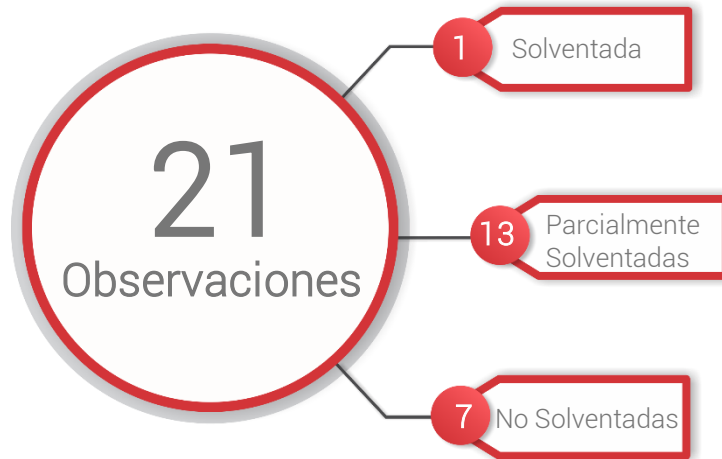 21
Observaciones
1
Solventada
13
Parcialmente
Solventadas
7
No Solventadas